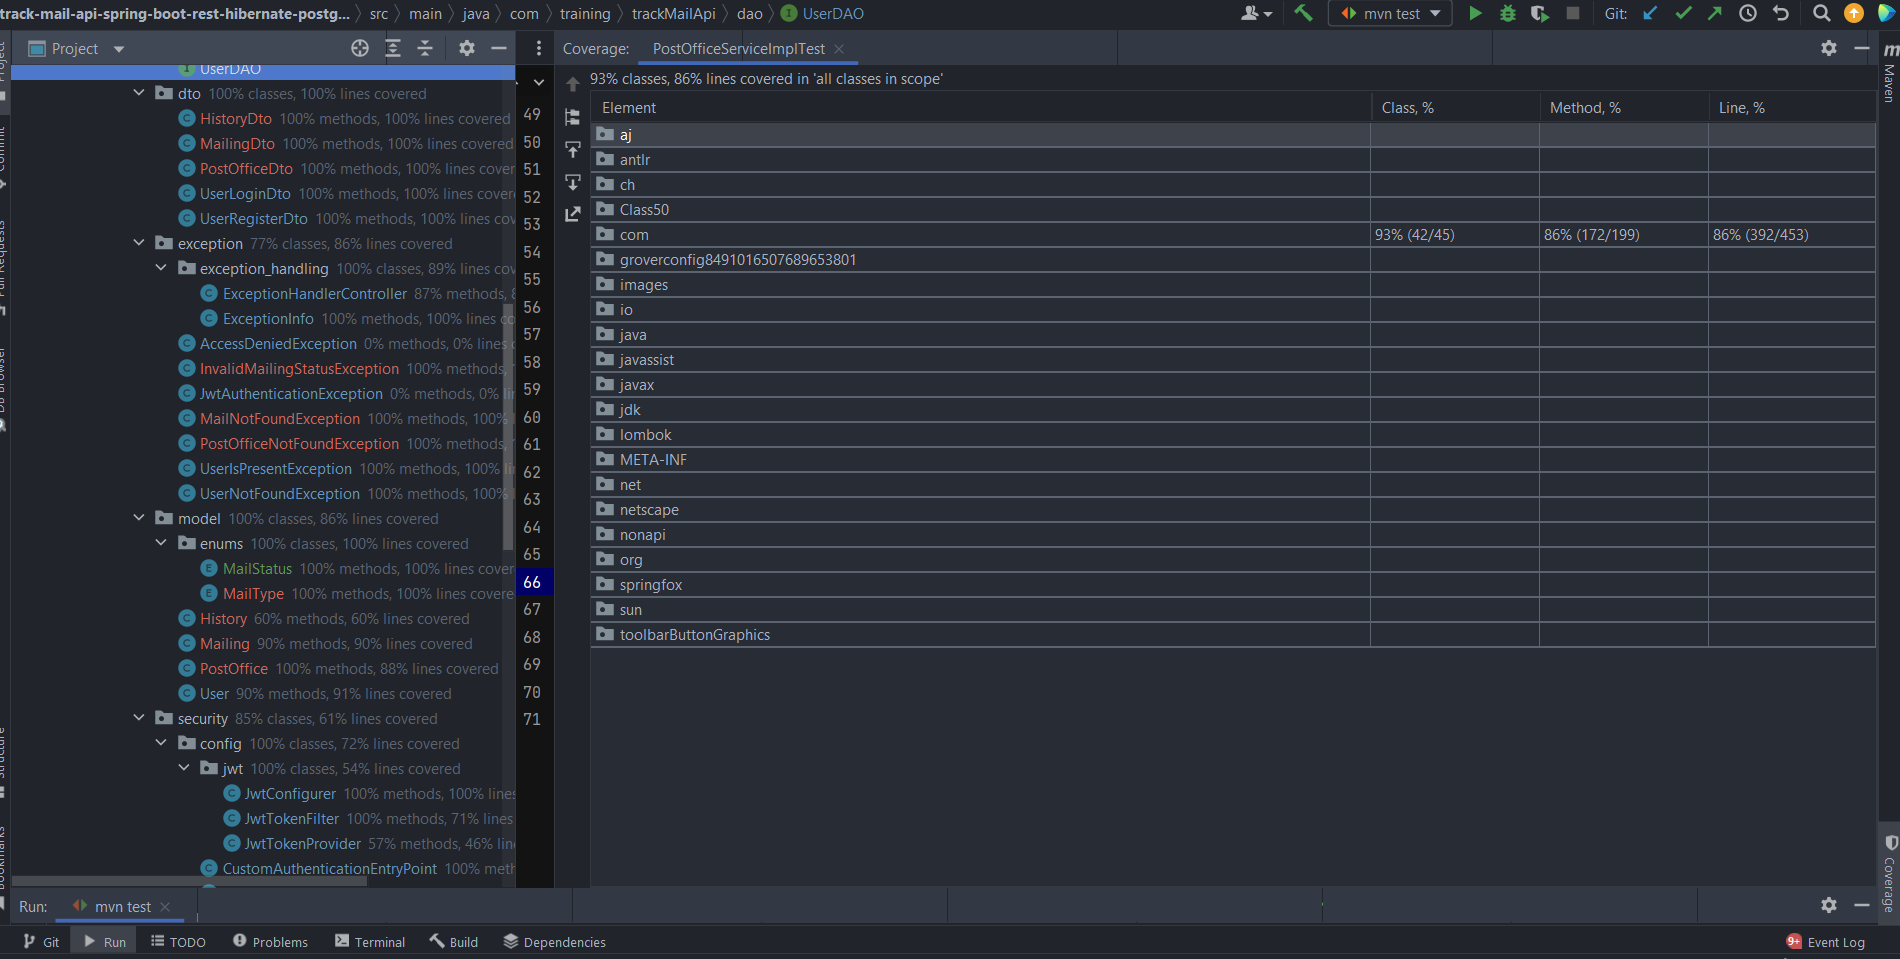 track-mail-api-spring-boot-rest-hibernate-postg... src main java com training trackMailApi dao UserDAO
mvn test Git:
Project
UserDAO
dto 100% classes, 100% lines covered
HistoryDto 100% methods, 100% lines covered
MailingDto 100% methods, 100% lines covered
PostOfficeDto 100% methods, 100% lines cover
UserLoginDto 100% methods, 100% lines covere
UserRegisterDto 100% methods, 100% lines cov
exception 77% classes, 86% lines covered
exception_handling 100% classes, 89% lines cov
ExceptionHandlerController 87% methods, 8
ExceptionInfo 100% methods, 100% lines co
AccessDeniedException 0% methods, 0% lines c
InvalidMailingStatusException 100% methods,
JwtAuthenticationException 0% methods, 0% li
MailNotFoundException 100% methods, 100%
PostOfficeNotFoundException 100% methods,
UserIsPresentException 100% methods, 100% l
UserNotFoundException 100% methods, 100%
model 100% classes, 86% lines covered
enums 100% classes, 100% lines covered
MailStatus 100% methods, 100% lines cover
MailType 100% methods, 100% lines covere
History 60% methods, 60% lines covered
Mailing 90% methods, 90% lines covered
PostOffice 100% methods, 88% lines covered
User 90% methods, 91% lines covered
security 85% classes, 61% lines covered
config 100% classes, 72% lines covered
jwt 100% classes, 54% lines covered
JwtConfigurer 100% methods, 100% lines
JwtTokenFilter 100% methods, 71% lines
JwtTokenProvider 57% methods, 46% line
CustomAuthenticationEntryPoint 100% meth
49
50
51
52
53
54
55
56
57
58
59
60
61
62
63
64
65
66
67
68
69
70
71
Coverage: PostOfficeServiceImplTest
93% classes, 86% lines covered in 'all classes in scope'
Element Class, % Method, % Line, %
aj
antlr
ch
Class50
com 93% (42/45) 86% (172/199) 86% (392/453)
groverconfig8491016507689653801
images
io
java
javassist
javax
jdk
lombok
META-INF
net
netscape
nonapi
org
springfox
sun
toolbarButtonGraphics
m Maven
Coverage
Run: mvn test
Git Run TODO Problems Terminal Build Dependencies
9+ Event Log